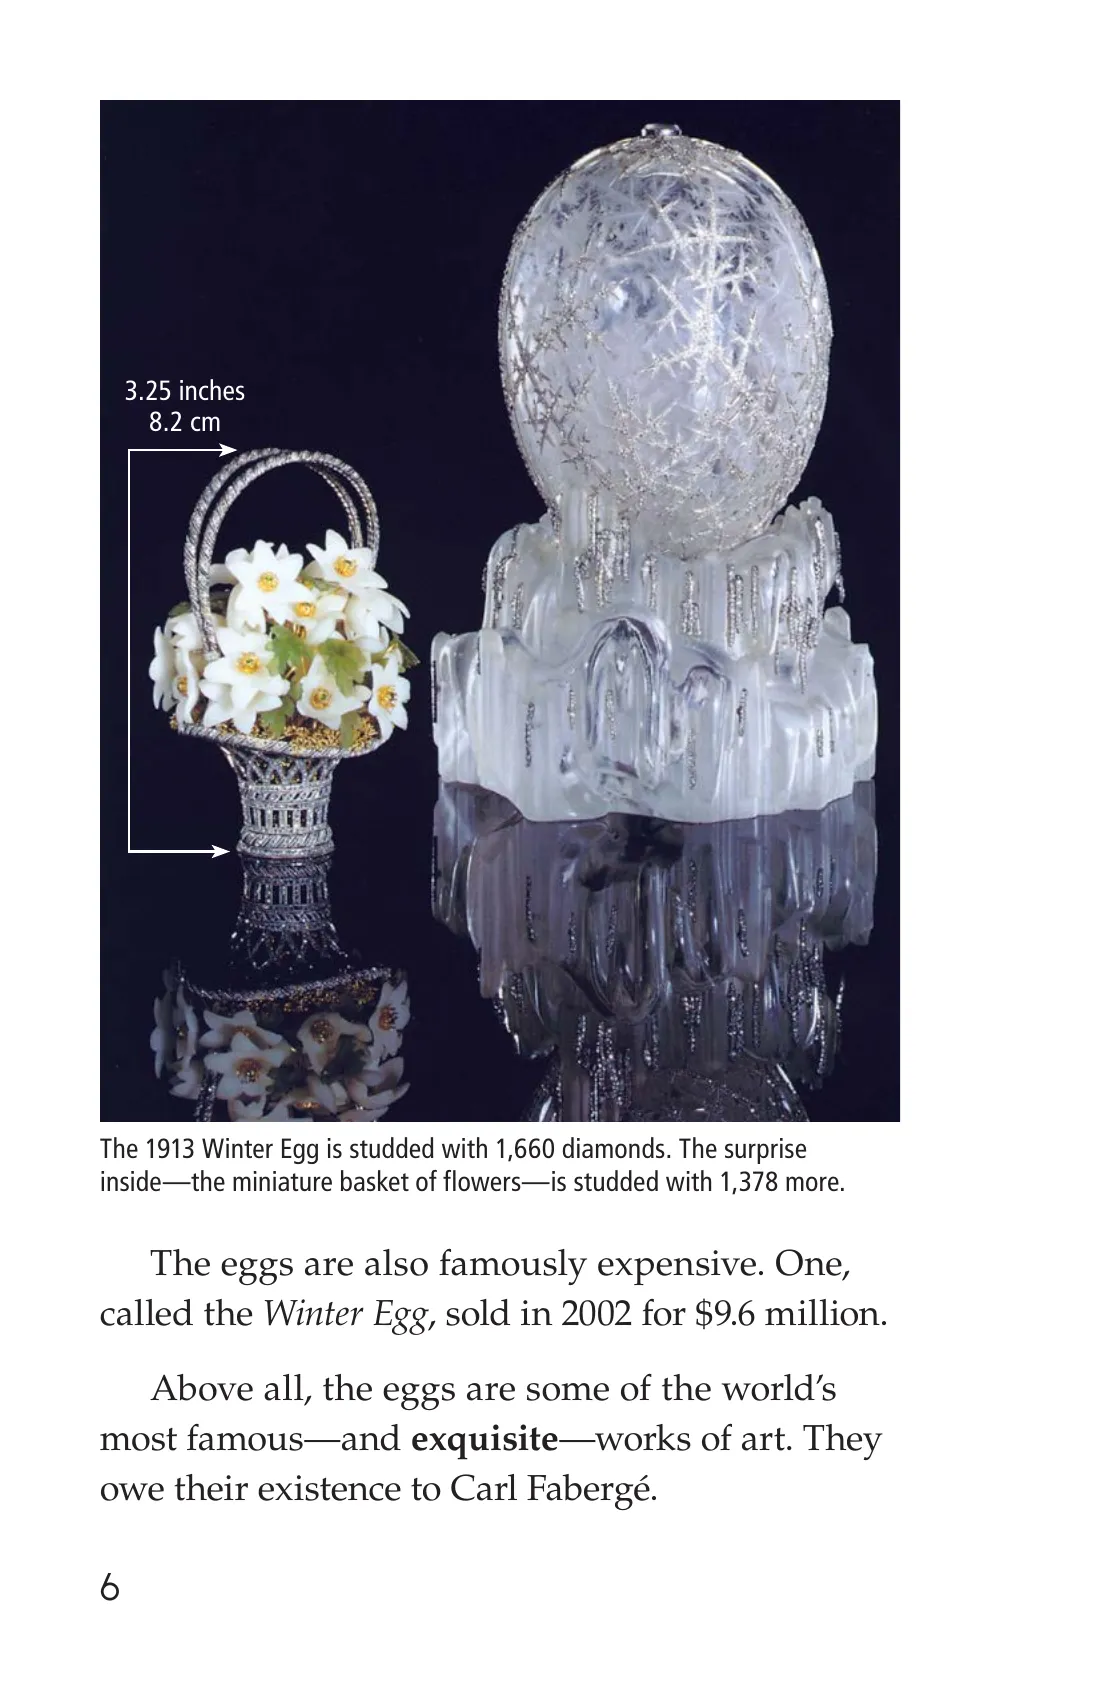 3.25 inches
8.2 cm
The 1913 Winter Egg is studded with 1,660 diamonds. The surprise
inside—the miniature basket of flowers—is studded with 1,378 more.
The eggs are also famously expensive. One,
called the Winter Egg, sold in 2002 for $9.6 million.
Above all, the eggs are some of the world’s
most famous—and exquisite—works of art. They
owe their existence to Carl Fabergé.
6